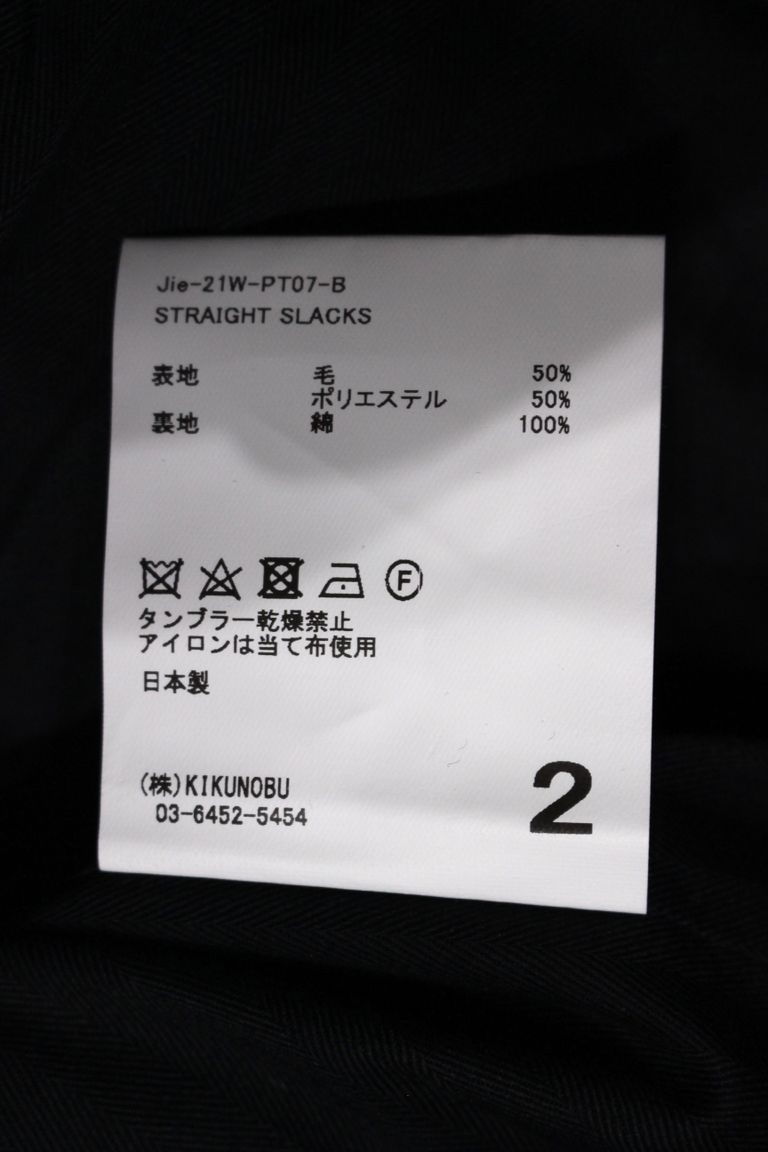 Jie-21W-PT07-B
STRAIGHT SLACKS
表地 毛 50%
ポリエステル 50%
裏地 綿 100%
F
タンブラー乾燥禁止
アイロンは当て布使用
日本製
(株)KIKUNOBU
03-6452-5454
2